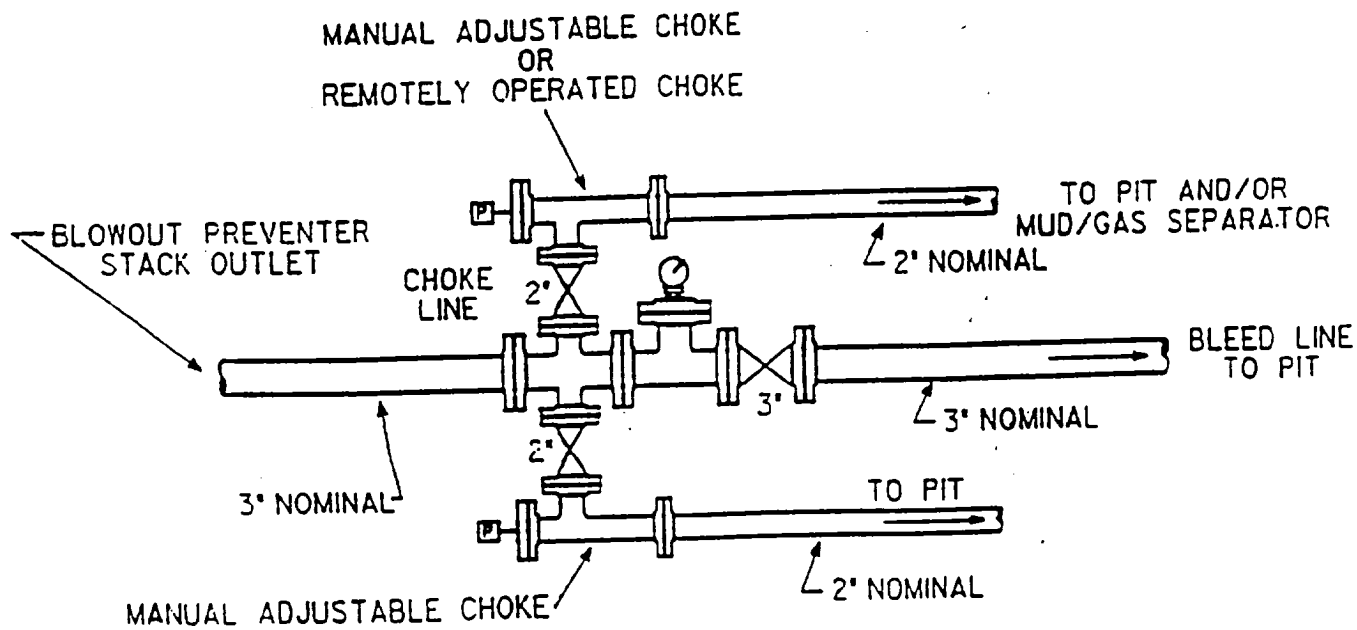 MANUAL ADJUSTABLE CHOKE
OR
REMOTELY OPERATED CHOKE
P
TO PIT AND/OR
MUD/GAS SEPARATOR
BLOWOUT PREVENTER
STACK OUTLET
2" NOMINAL
CHOKE
LINE
2"
BLEED LINE
TO PIT
3"
3" NOMINAL
2"
3" NOMINAL
TO PIT
P
2" NOMINAL
MANUAL ADJUSTABLE CHOKE